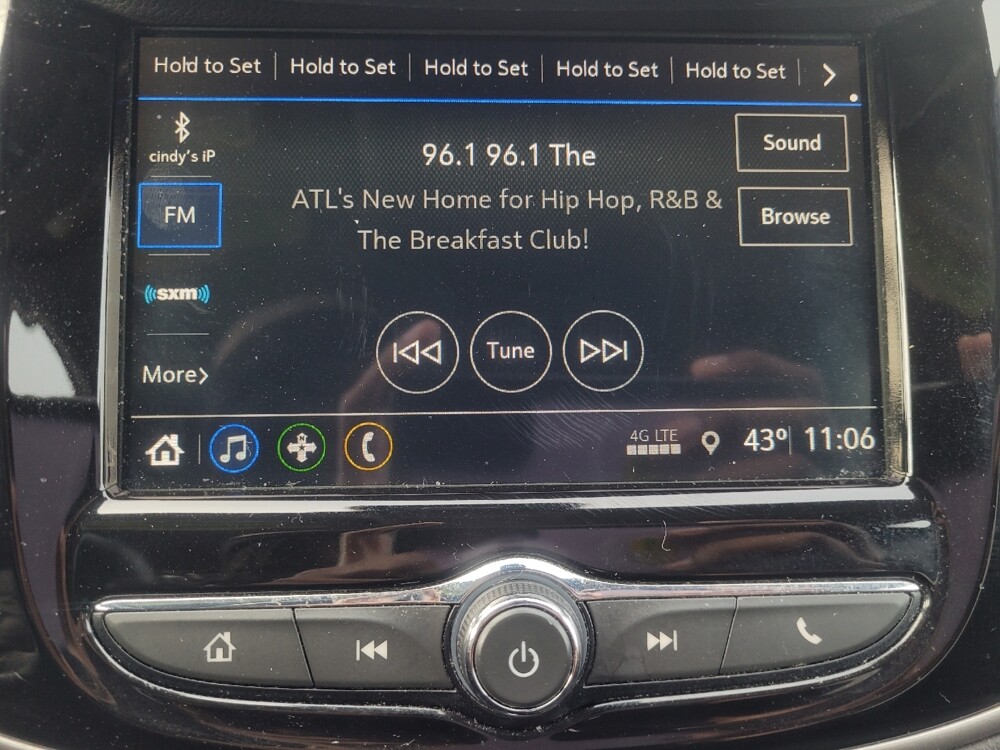 Hold to Set Hold to Set Hold to Set Hold to Set Hold to Set
cindy's iP
96.1 96.1 The
Sound
FM
ATL's New Home for Hip Hop, R&B &
The Breakfast Club!
Browse
sxm
Tune
More
4G LTE
43º 11:06